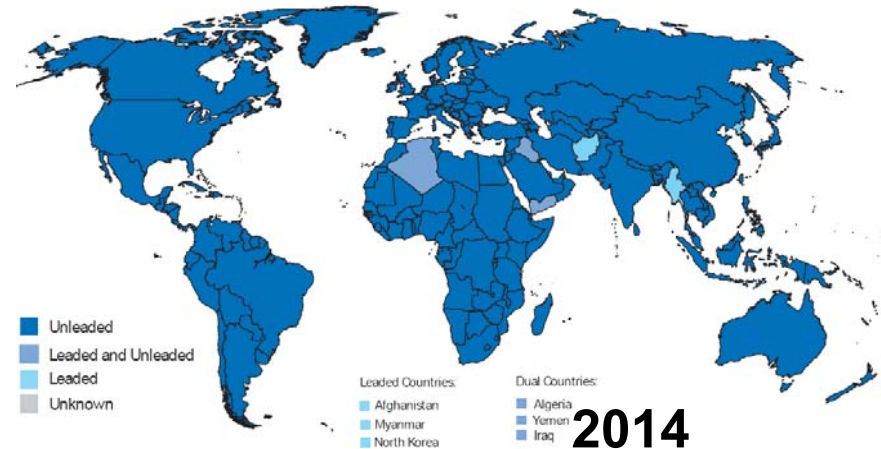 Unleaded
Leaded and Unleaded
Leaded
Unknown
Leaded Countries:
Afghanistan
Myanmar
North Korea
Dual Countries:
Algeria
Yemen
Iraq
2014